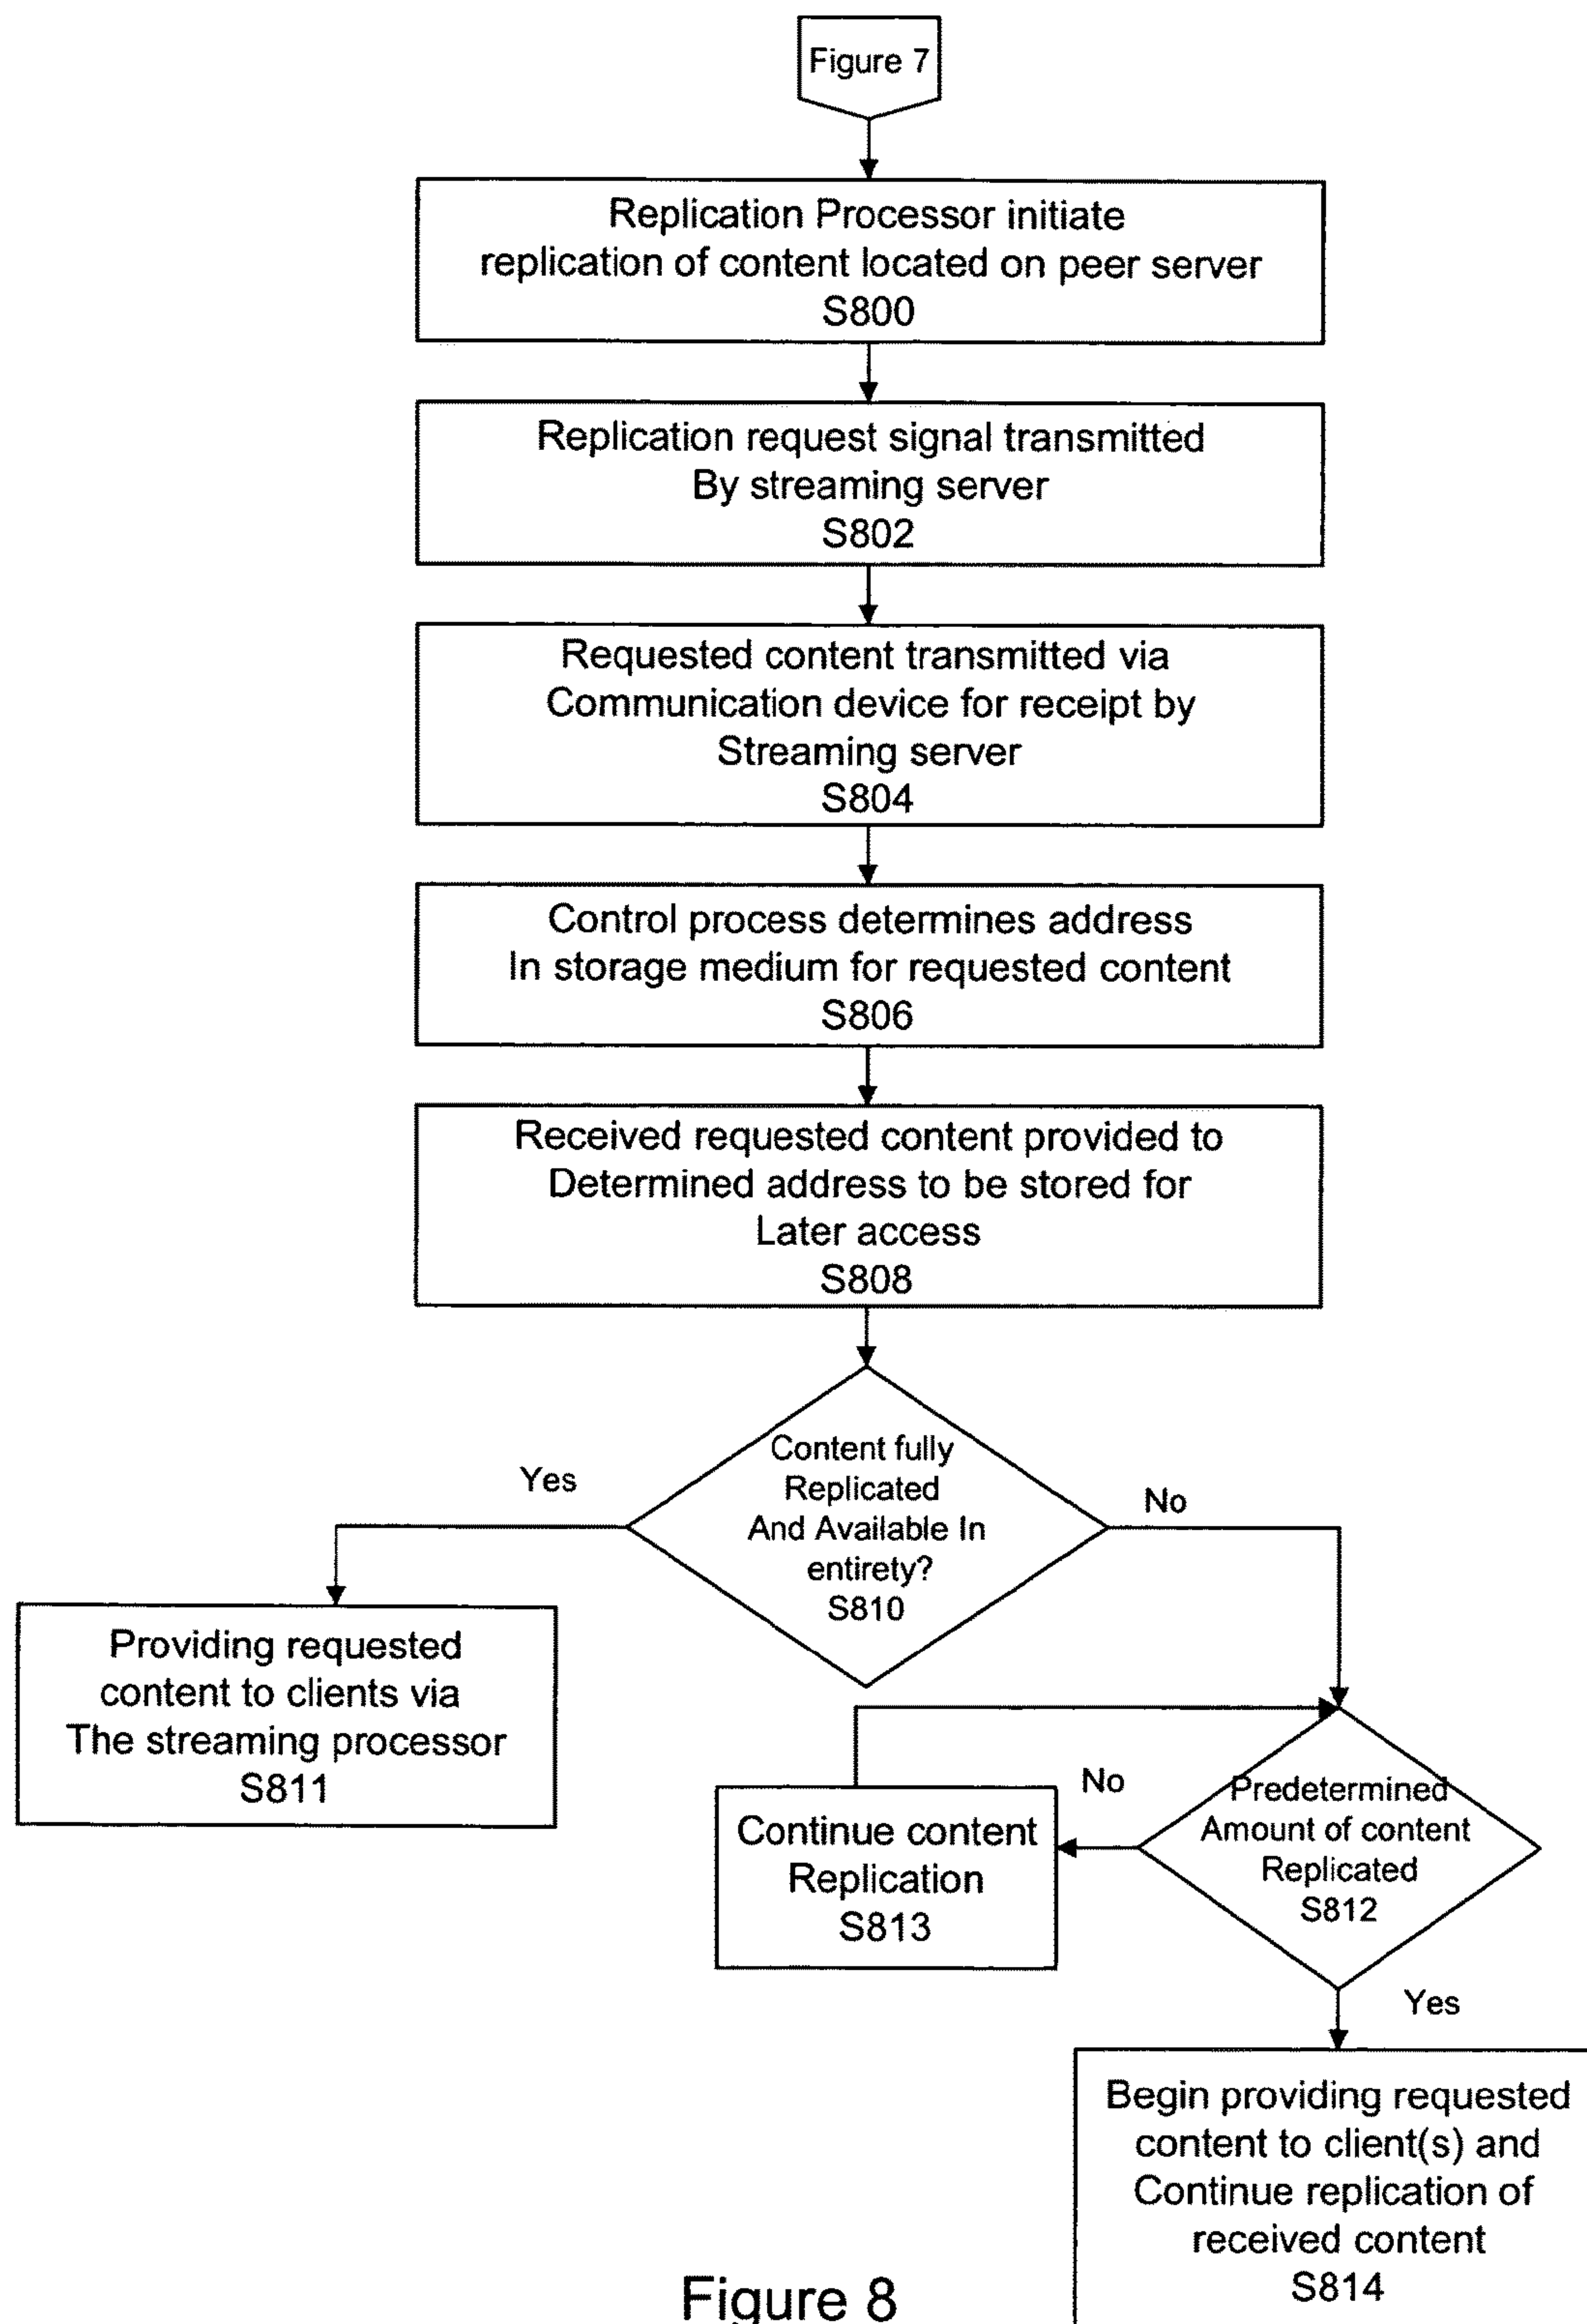 Figure 7
Replication Processor initiate
replication of content located on peer server
S800
Replication request signal transmitted
By streaming server
S802
Requested content transmitted via
Communication device for receipt by
Streaming server
S804
Control process determines address
In storage medium for requested content
S806
Received requested content provided to
Determined address to be stored for
Later access
S808
Content fully
Replicated
And Available In
entirety?
S810
Yes
No
Providing requested
content to clients via
The streaming processor
S811
No
Continue content
Replication
S813
Predetermined
Amount of content
Replicated
S812
Yes
Begin providing requested
content to client(s) and
Continue replication of
received content
S814
Figure 8